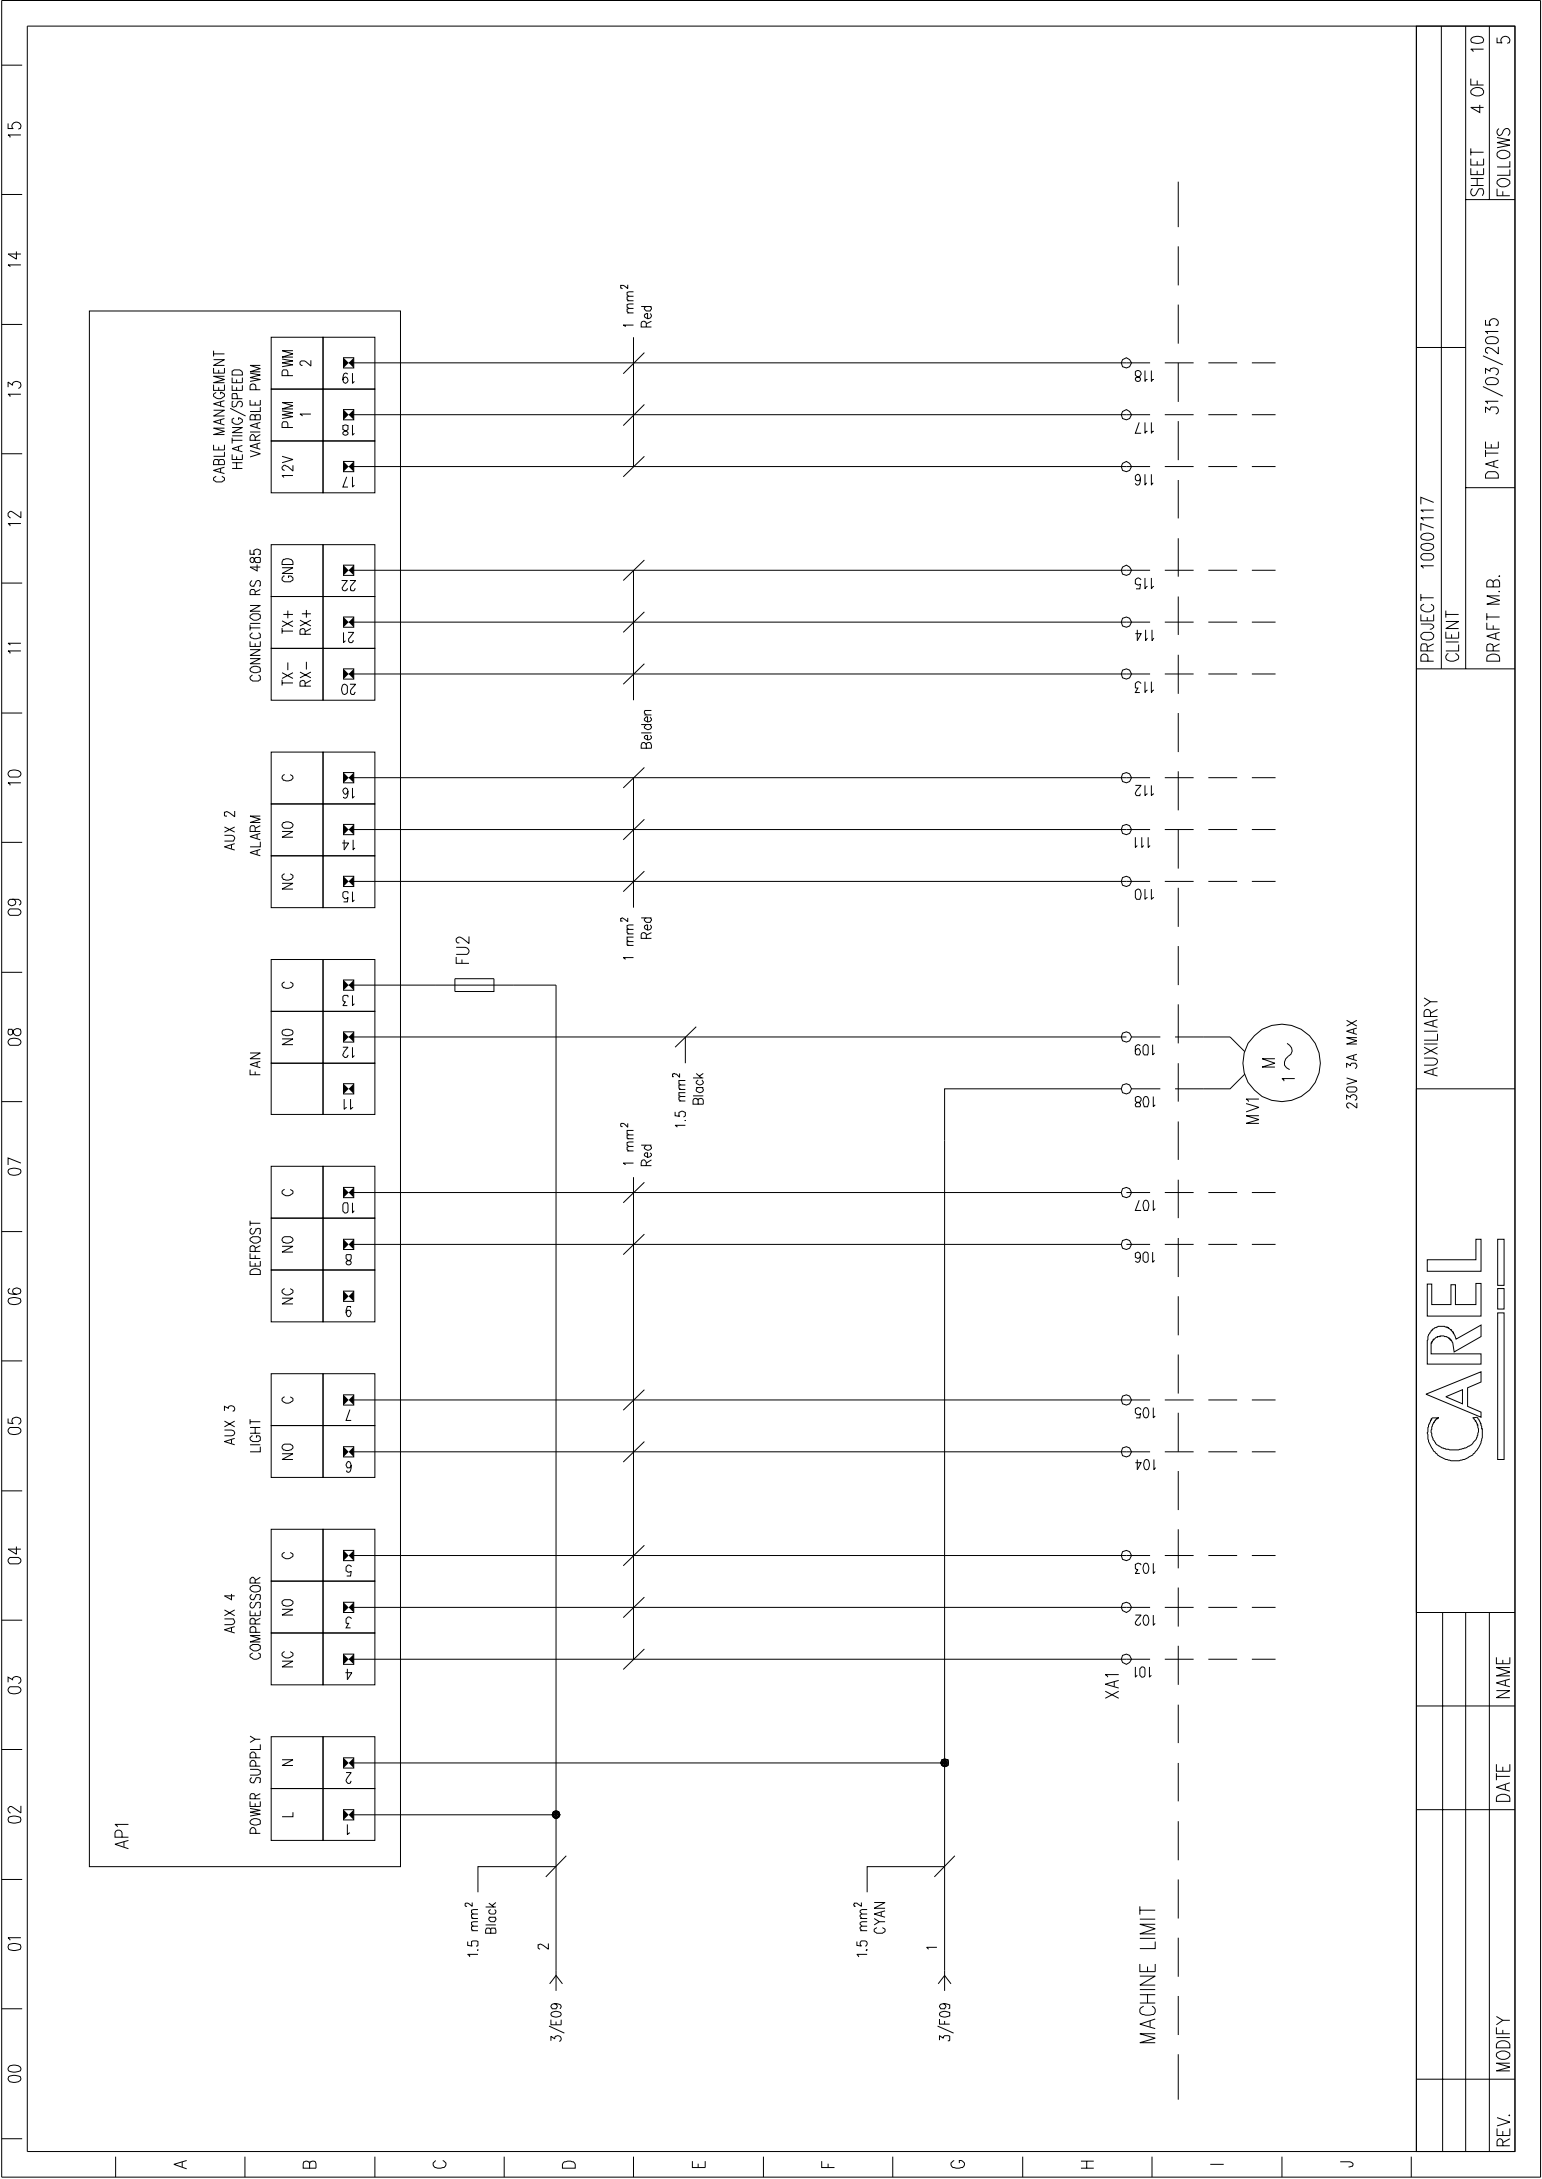 00 01 02 03 04 05 06 07 08 09 10 11 12 13 14 15
A
B
C
D
E
F
G
H
I
J
AP1
POWER SUPPLY
L N
1 2
AUX 4
COMPRESSOR
NC NO C
4 3 5
AUX 3
LIGHT
NO C
6 7
DEFROST
NC NO C
9 8 10
FAN
NO C
11 12 13
AUX 2
ALARM
NC NO C
15 14 16
CONNECTION RS 485
TX- TX+ GND
RX- RX+
20 21 22
CABLE MANAGEMENT
HEATING/SPEED
VARIABLE PWM
12V PWM PWM
1 2
17 18 19
FU2
1.5 mm²
Black
2
3/E09
1 mm²
Red
1 mm²
Red
Belden
1 mm²
Red
1.5 mm²
Black
1.5 mm²
CYAN
1
3/F09
XA1
101 102 103 104 105 106 107 108 109 110 111 112 113 114 115 116 117 118
MACHINE LIMIT
MV1
M
1~
230V 3A MAX
REV. MODIFY DATE NAME
CAREL
AUXILIARY
PROJECT 10007117
CLIENT
DRAFT M.B.
DATE 31/03/2015
SHEET 4 OF 10
FOLLOWS 5